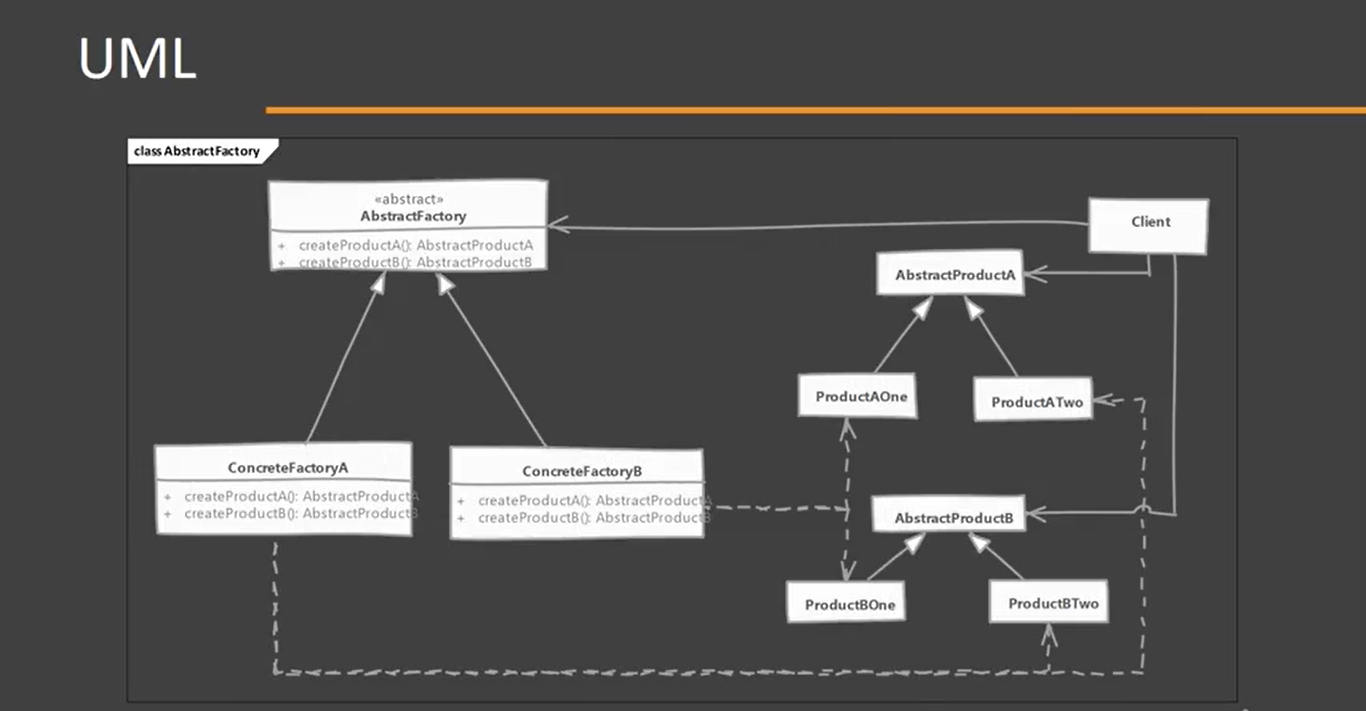 UML
class AbstractFactory
«abstract»
AbstractFactory
+ createProductA(): AbstractProductA
+ createProductB(): AbstractProductB
Client
AbstractProductA
ProductAOne
ProductATwo
ConcreteFactoryA
+ createProductA(): AbstractProductA
+ createProductB(): AbstractProductB
ConcreteFactoryB
+ createProductA(): AbstractProductA
+ createProductB(): AbstractProductB
AbstractProductB
ProductBOne
ProductBTwo